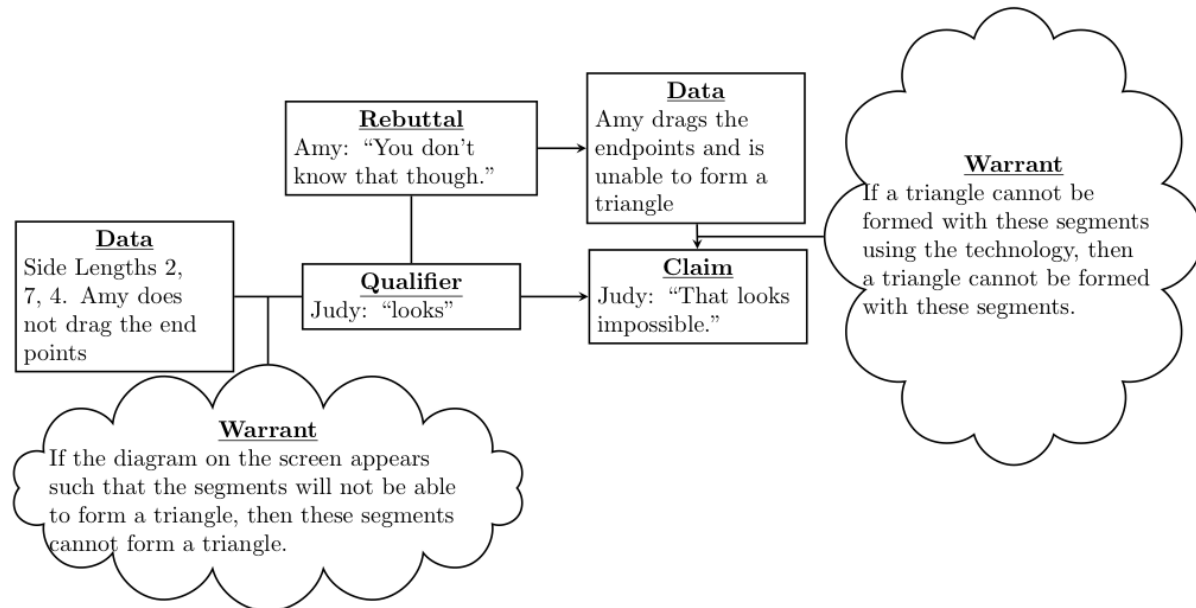 Rebuttal
Amy: “You don’t
know that though.”
Data
Amy drags the
endpoints and is
unable to form a
triangle
Warrant
If a triangle cannot be
formed with these segments
using the technology, then
a triangle cannot be formed
with these segments.
Data
Side Lengths 2,
7, 4. Amy does
not drag the end
points
Qualifier
Judy: “looks”
Claim
Judy: “That looks
impossible.”
Warrant
If the diagram on the screen appears
such that the segments will not be able
to form a triangle, then these segments
cannot form a triangle.